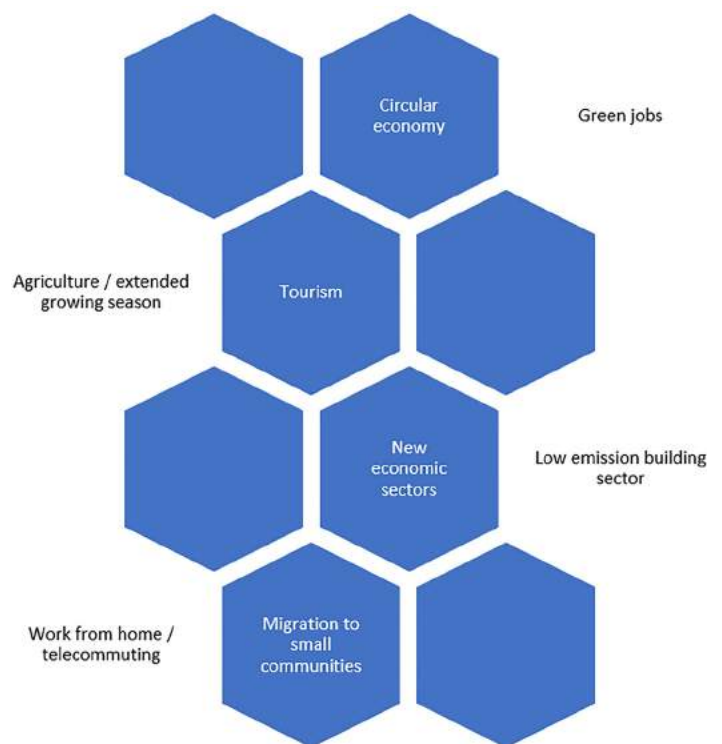 Circular
economy
Green jobs
Agriculture / extended
growing season
Tourism
New
economic
sectors
Low emission building
sector
Work from home /
telecommuting
Migration to
small
communities